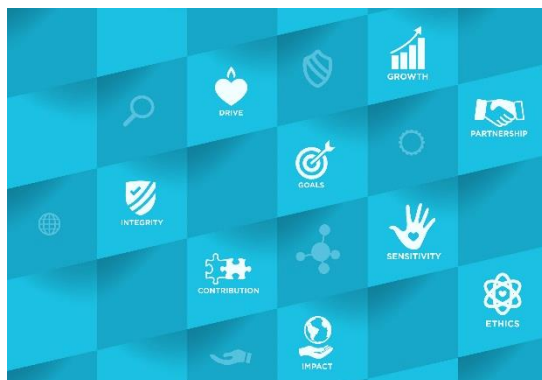 GROWTH
DRIVE
PARTNERSHIP
GOALS
INTEGRITY
SENSITIVITY
CONTRIBUTION
ETHICS
IMPACT